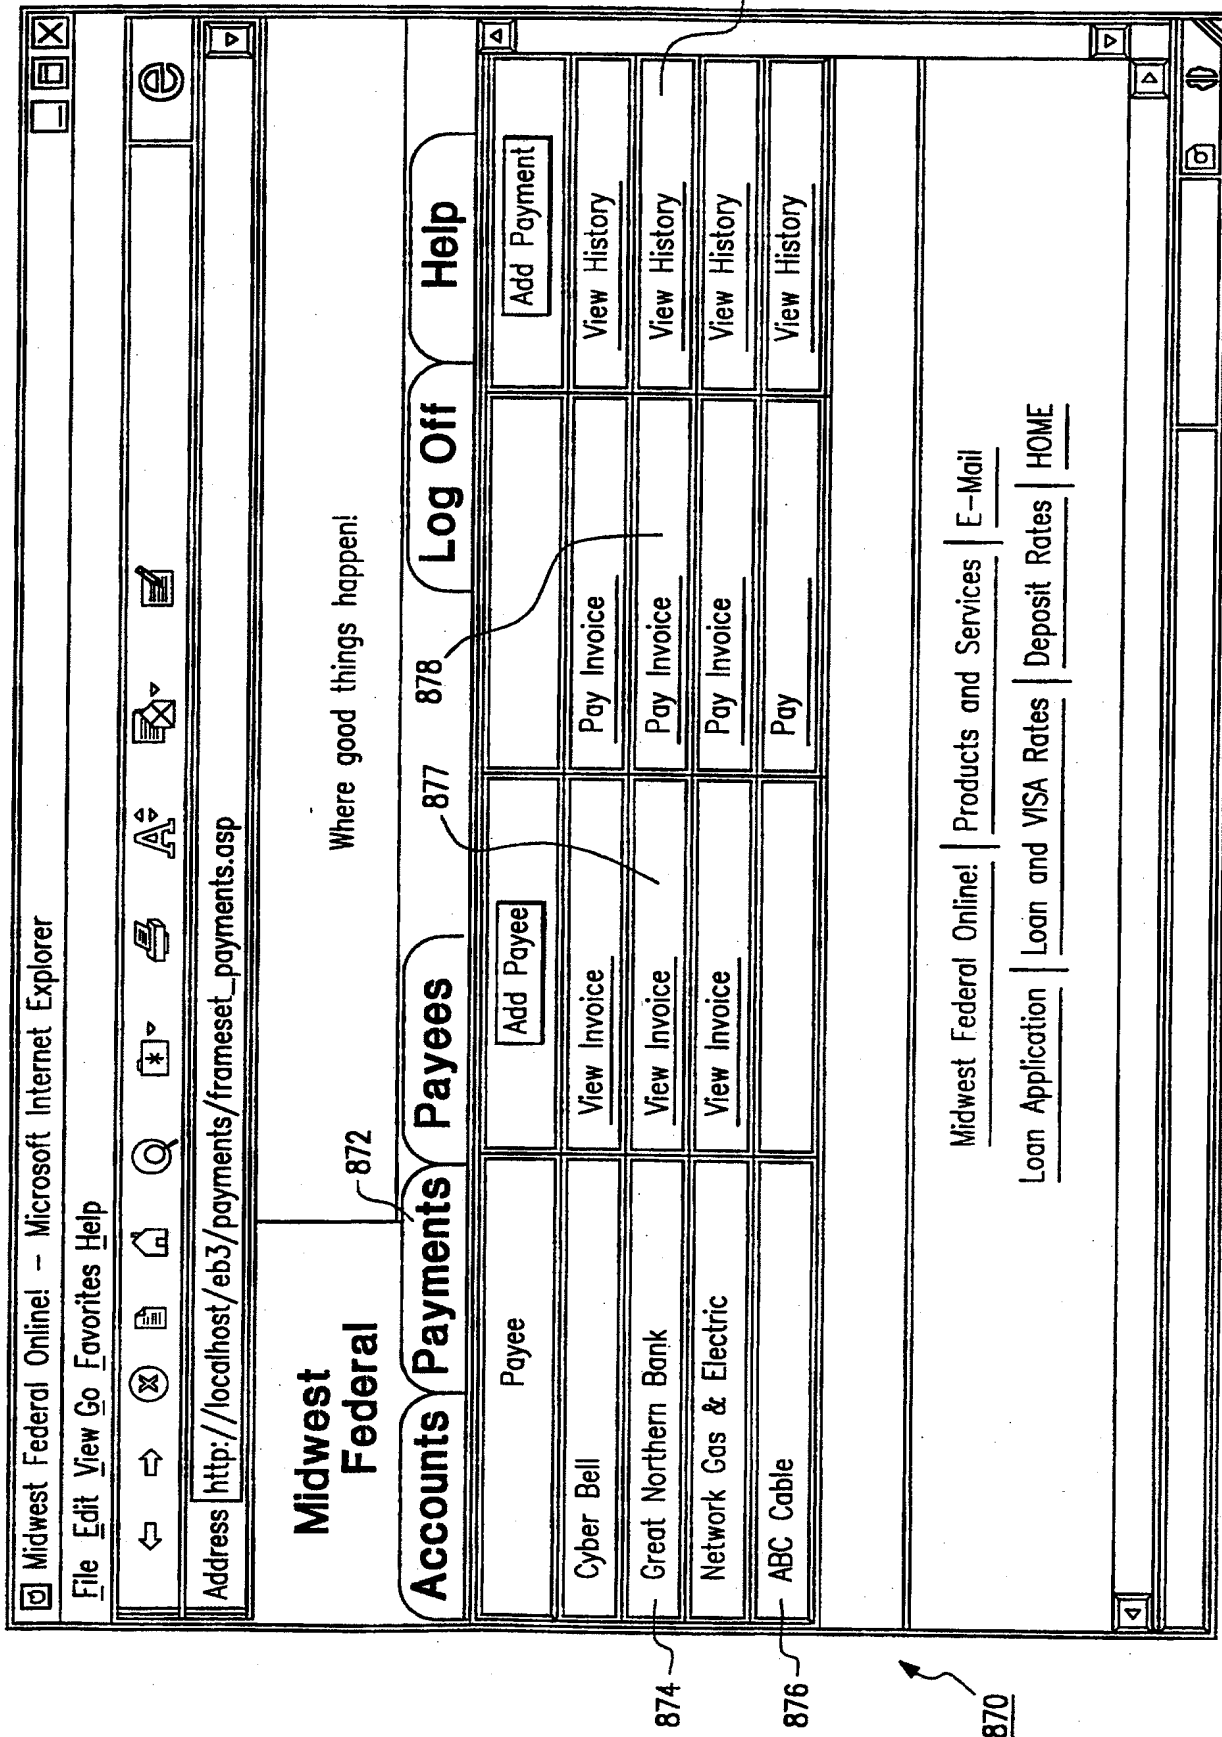 Midwest Federal Online! — Microsoft Internet Explorer
File Edit View Go Favorites Help
Address http://localhost/eb3/payments/frameset_payments.asp
Midwest
Federal
Where good things happen!
872
877
878
Accounts Payments Payees Log Off Help
Payee Add Payee Add Payment
Cyber Bell View Invoice Pay Invoice View History
874 Great Northern Bank View Invoice Pay Invoice View History
Network Gas & Electric View Invoice Pay Invoice View History
876 ABC Cable Pay View History
Midwest Federal Online! | Products and Services | E-Mail
Loan Application | Loan and VISA Rates | Deposit Rates | HOME
870